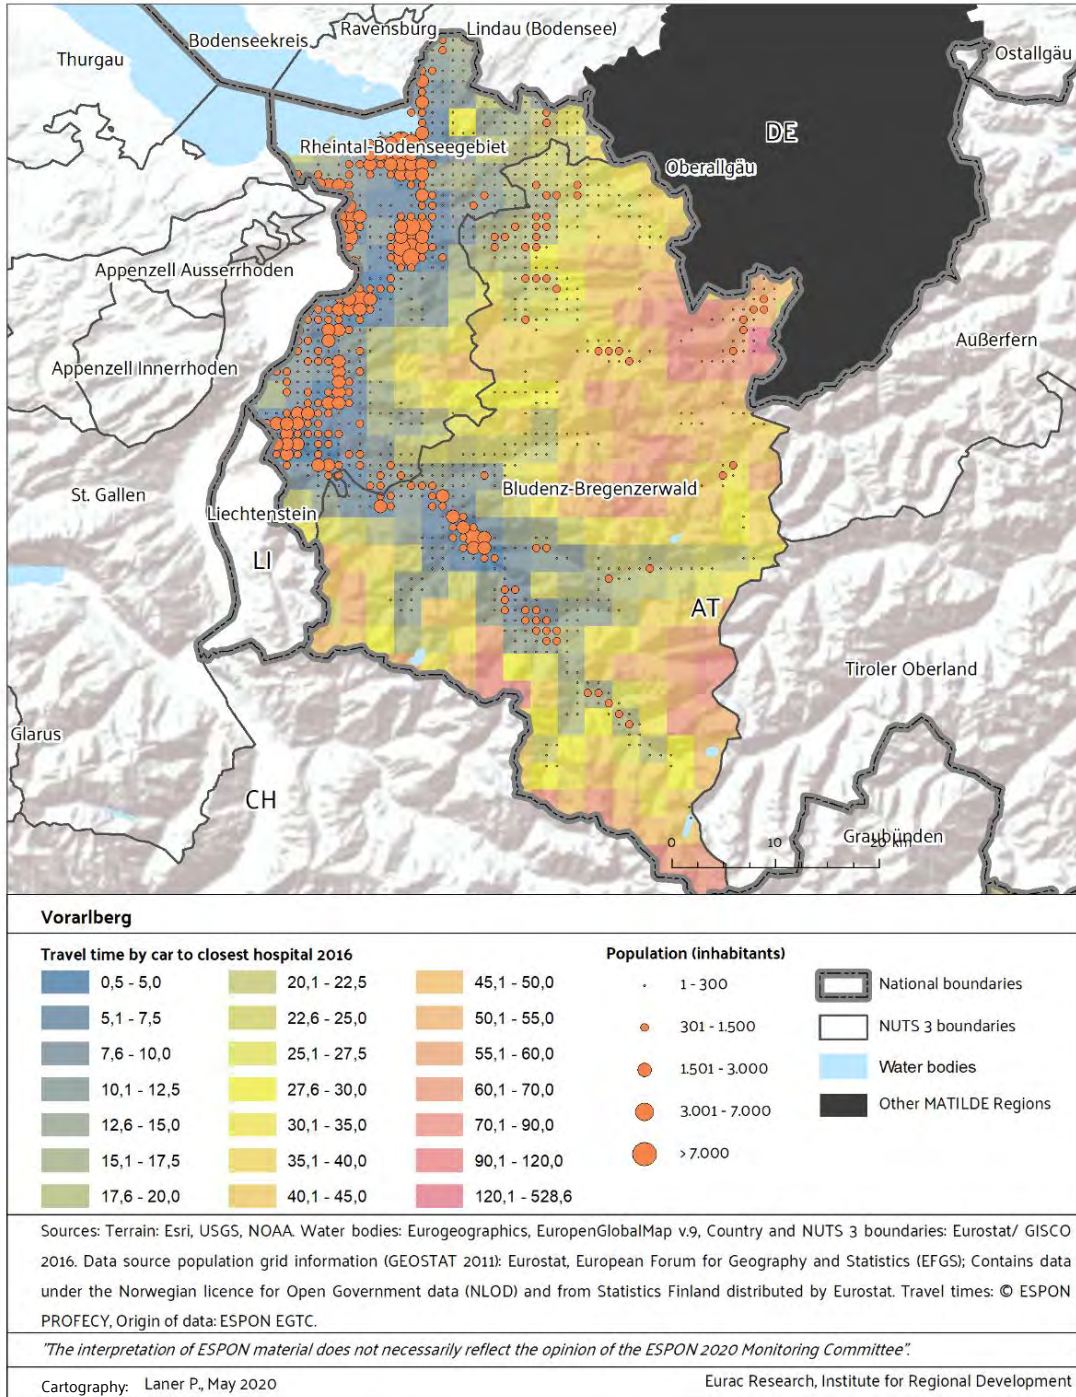 Ravensburg
Lindau (Bodensee)
Bodenseekreis
Thurgau
Ostallgäu
DE
Rheintal-Bodenseegebiet
Oberallgäu
Appenzell Ausserrhoden
Außerfern
Appenzell Innerrhoden
St. Gallen
Bludenz-Bregenzerwald
Liechtenstein
LI
AT
Tiroler Oberland
Glarus
CH
Graubünden
0 10 20 km
Vorarlberg
Travel time by car to closest hospital 2016
0,5 - 5,0
5,1 - 7,5
7,6 - 10,0
10,1 - 12,5
12,6 - 15,0
15,1 - 17,5
17,6 - 20,0
20,1 - 22,5
22,6 - 25,0
25,1 - 27,5
27,6 - 30,0
30,1 - 35,0
35,1 - 40,0
40,1 - 45,0
45,1 - 50,0
50,1 - 55,0
55,1 - 60,0
60,1 - 70,0
70,1 - 90,0
90,1 - 120,0
120,1 - 528,6
Population (inhabitants)
1 - 300
301 - 1.500
1.501 - 3.000
3.001 - 7.000
> 7.000
National boundaries
NUTS 3 boundaries
Water bodies
Other MATILDE Regions
Sources: Terrain: Esri, USGS, NOAA. Water bodies: Eurogeographics, EuropenGlobalMap v.9, Country and NUTS 3 boundaries: Eurostat/ GISCO
2016. Data source population grid information (GEOSTAT 2011): Eurostat, European Forum for Geography and Statistics (EFGS); Contains data
under the Norwegian licence for Open Government data (NLOD) and from Statistics Finland distributed by Eurostat. Travel times: © ESPON
PROFECY, Origin of data: ESPON EGTC.
"The interpretation of ESPON material does not necessarily reflect the opinion of the ESPON 2020 Monitoring Committee".
Cartography: Laner P., May 2020
Eurac Research, Institute for Regional Development